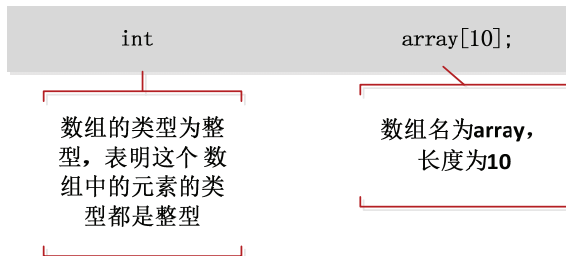 int array[10];
数组的类型为整
型，表明这个 数
组中的元素的类
型都是整型
数组名为array，
长度为10